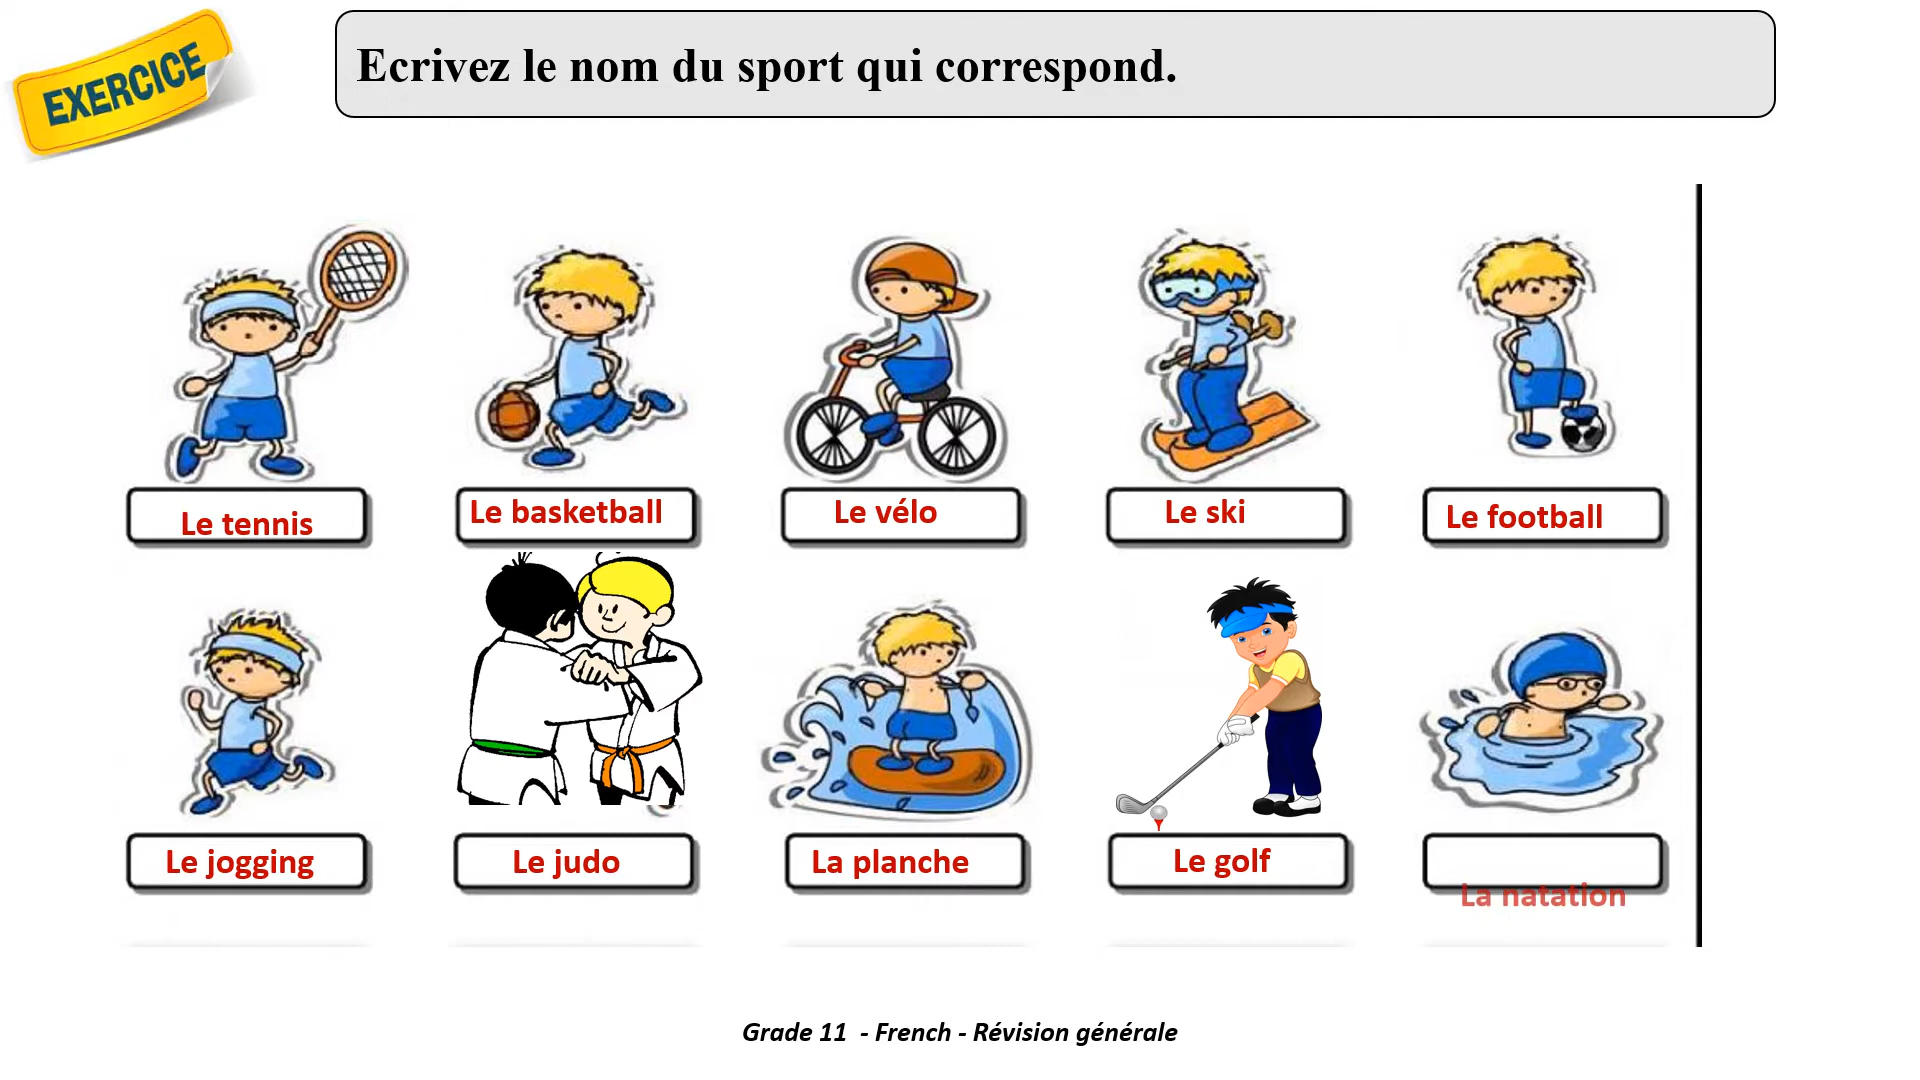 EXERCICE
Ecrivez le nom du sport qui correspond.
Le tennis
Le basketball
Le vélo
Le ski
Le football
Le jogging
Le judo
La planche
Le golf
La natation
Grade 11 - French - Révision générale